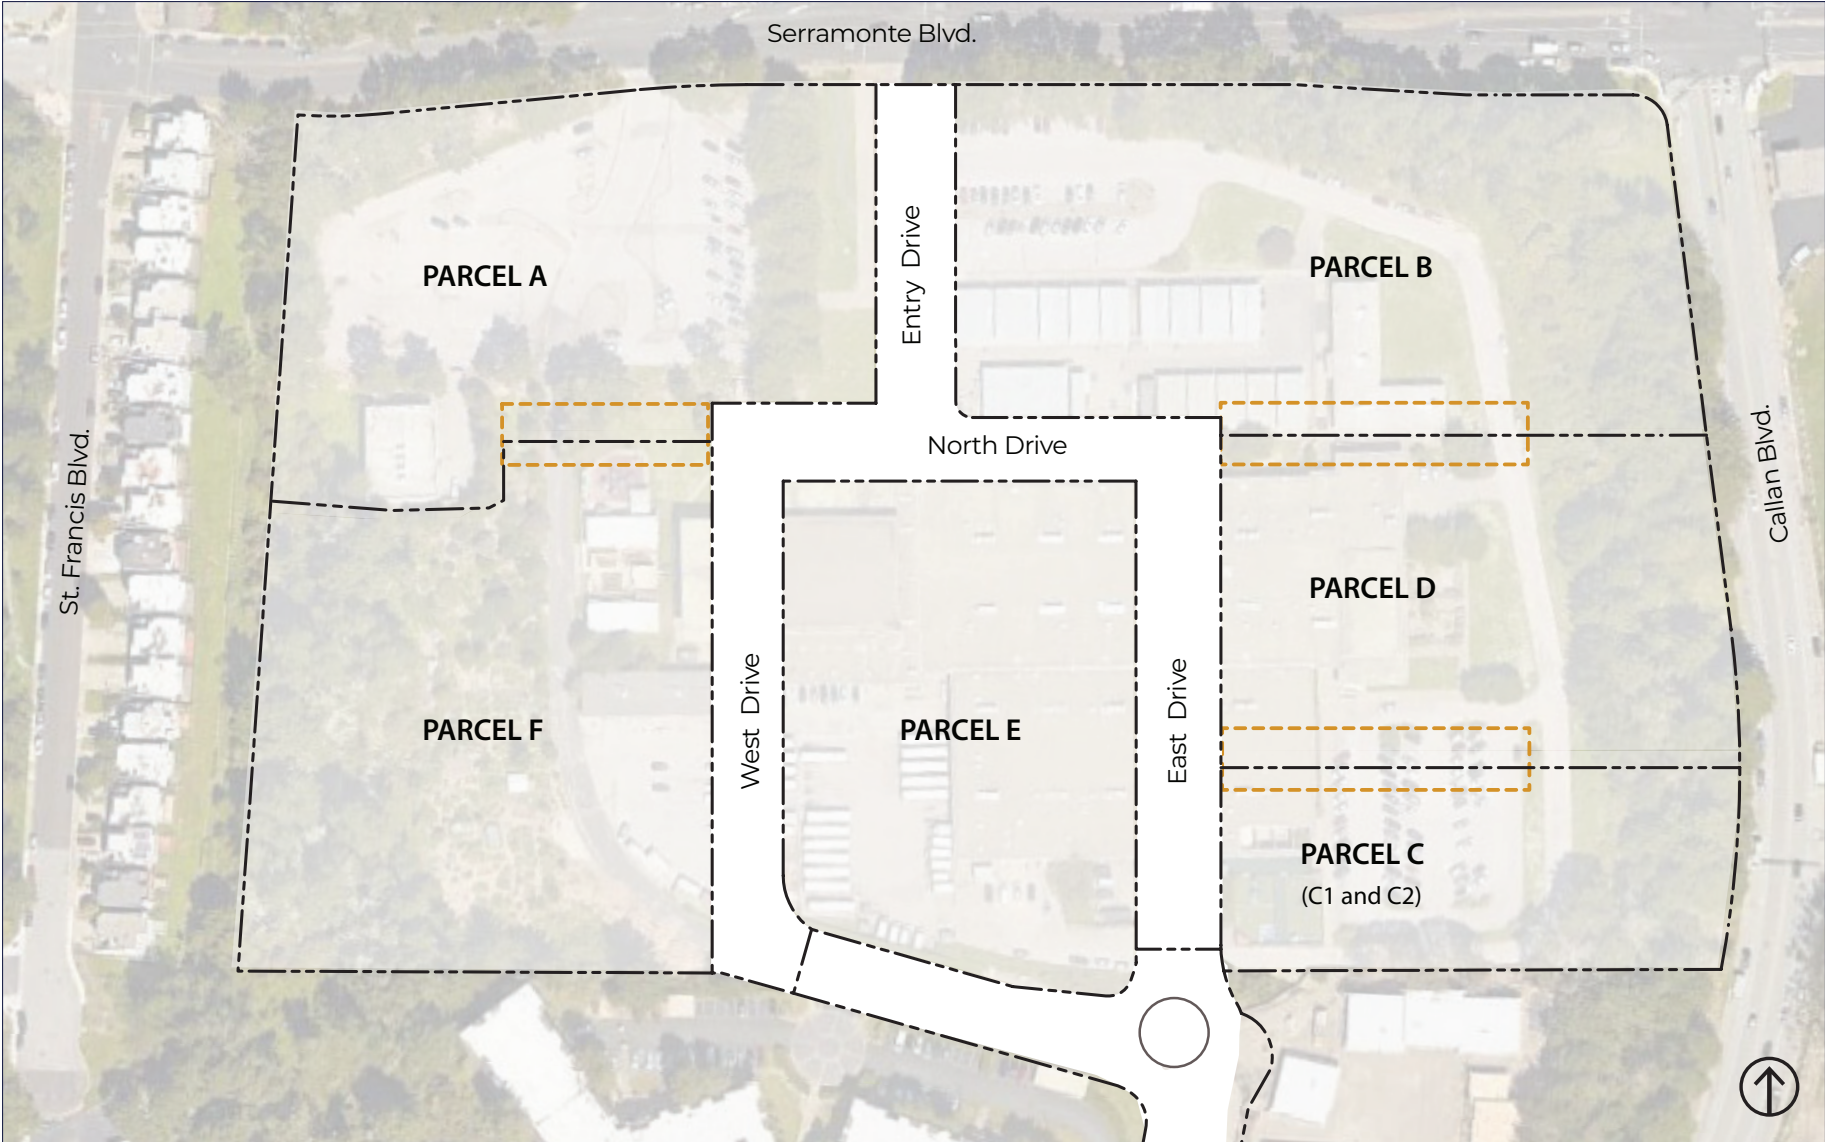 Serramonte Blvd.
PARCEL A
Entry Drive
PARCEL B
St. Francis Blvd.
North Drive
Callan Blvd.
PARCEL D
PARCEL F
West Drive
PARCEL E
East Drive
PARCEL C
(C1 and C2)